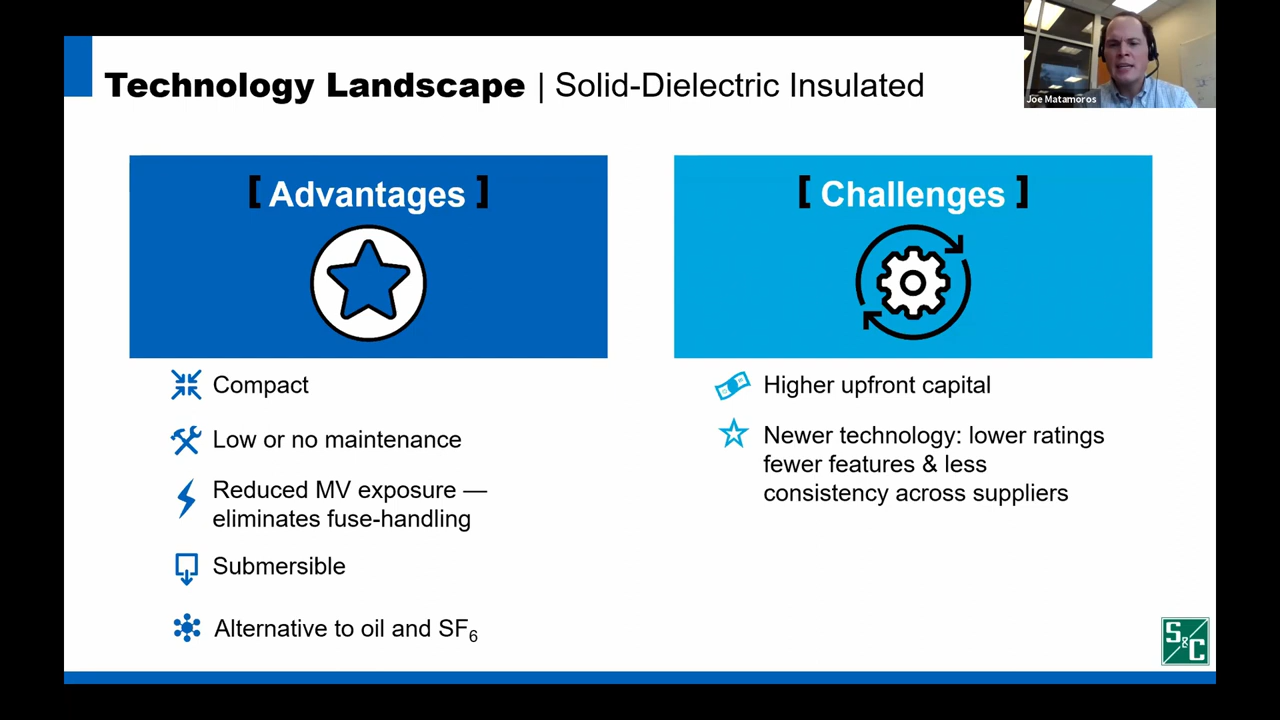 Technology Landscape | Solid-Dielectric Insulated
Joe Matamoros
[ Advantages ]
Compact
Low or no maintenance
Reduced MV exposure —
eliminates fuse-handling
Submersible
Alternative to oil and SF₆
[ Challenges ]
Higher upfront capital
Newer technology: lower ratings
fewer features & less
consistency across suppliers
S&C